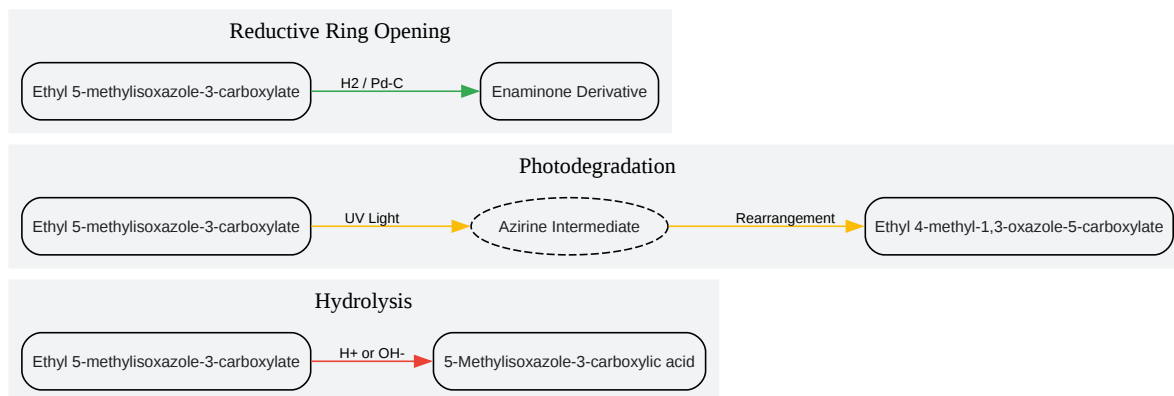 Reductive Ring Opening
Ethyl 5-methylisoxazole-3-carboxylate
H2 / Pd-C
Enaminone Derivative
Photodegradation
Ethyl 5-methylisoxazole-3-carboxylate
UV Light
Azirine Intermediate
Rearrangement
Ethyl 4-methyl-1,3-oxazole-5-carboxylate
Hydrolysis
Ethyl 5-methylisoxazole-3-carboxylate
H+ or OH-
5-Methylisoxazole-3-carboxylic acid